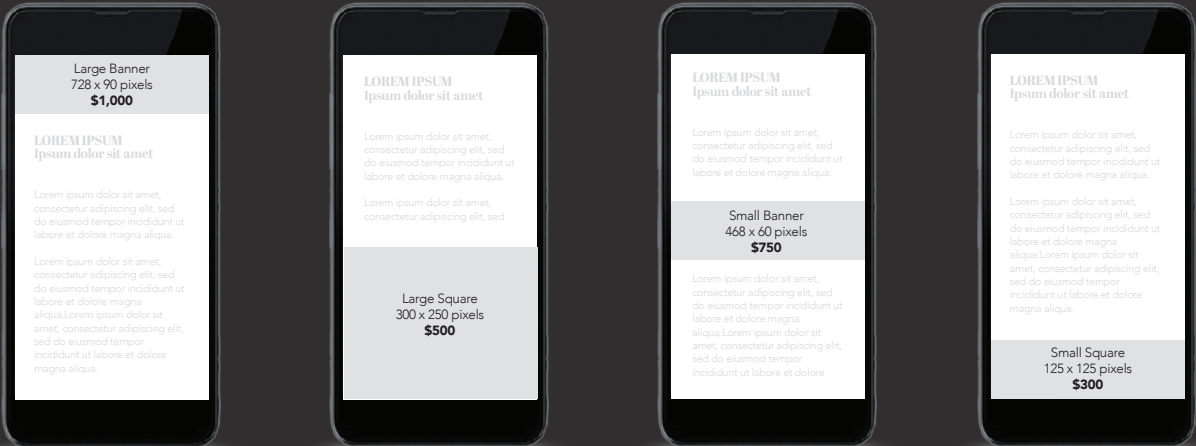 Large Banner
728 x 90 pixels
$1,000
LOREM IPSUM
Ipsum dolor sit amet
Lorem ipsum dolor sit amet,
consectetur adipiscing elit, sed
do eiusmod tempor incididunt ut
labore et dolore magna aliqua.
Lorem ipsum dolor sit amet,
consectetur adipiscing elit, sed
do eiusmod tempor incididunt ut
labore et dolore magna
aliqua.Lorem ipsum dolor sit
amet, consectetur adipiscing elit,
sed do eiusmod tempor
incididunt ut labore et dolore
magna aliqua.
LOREM IPSUM
Ipsum dolor sit amet
Lorem ipsum dolor sit amet,
consectetur adipiscing elit, sed
do eiusmod tempor incididunt ut
labore et dolore magna aliqua.
Lorem ipsum dolor sit amet,
consectetur adipiscing elit, sed
Large Square
300 x 250 pixels
$500
LOREM IPSUM
Ipsum dolor sit amet
Lorem ipsum dolor sit amet,
consectetur adipiscing elit, sed
do eiusmod tempor incididunt ut
labore et dolore magna aliqua.
Small Banner
468 x 60 pixels
$750
Lorem ipsum dolor sit amet,
consectetur adipiscing elit, sed
do eiusmod tempor incididunt ut
labore et dolore magna
aliqua.Lorem ipsum dolor sit
amet, consectetur adipiscing elit,
sed do eiusmod tempor
incididunt ut labore et dolore
LOREM IPSUM
Ipsum dolor sit amet
Lorem ipsum dolor sit amet,
consectetur adipiscing elit, sed
do eiusmod tempor incididunt ut
labore et dolore magna aliqua.
Lorem ipsum dolor sit amet,
consectetur adipiscing elit, sed
do eiusmod tempor incididunt ut
labore et dolore magna
aliqua.Lorem ipsum dolor sit
amet, consectetur adipiscing elit,
sed do eiusmod tempor
incididunt ut labore et dolore
magna aliqua.
Small Square
125 x 125 pixels
$300